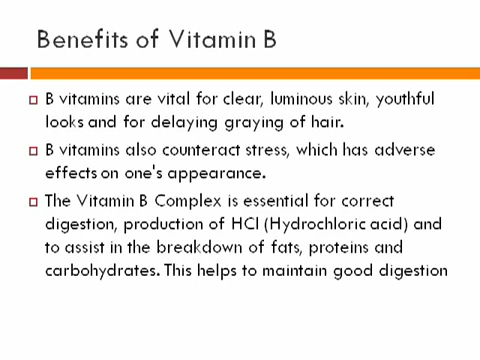 Benefits of Vitamin B
B vitamins are vital for clear, luminous skin, youthful
looks and for delaying graying of hair.
B vitamins also counteract stress, which has adverse
effects on one's appearance.
The Vitamin B Complex is essential for correct
digestion, production of HCl (Hydrochloric acid) and
to assist in the breakdown of fats, proteins and
carbohydrates. This helps to maintain good digestion